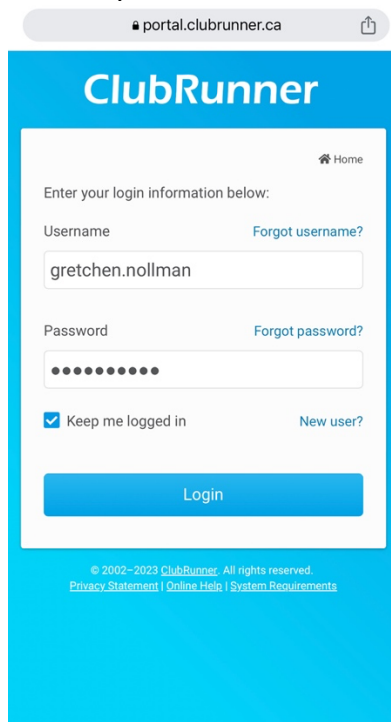 portal.clubrunner.ca
ClubRunner
Home
Enter your login information below:
Username Forgot username?
gretchen.nollman
Password Forgot password?
●●●●●●●●●●
Keep me logged in New user?
Login
© 2002–2023 ClubRunner. All rights reserved.
Privacy Statement | Online Help | System Requirements